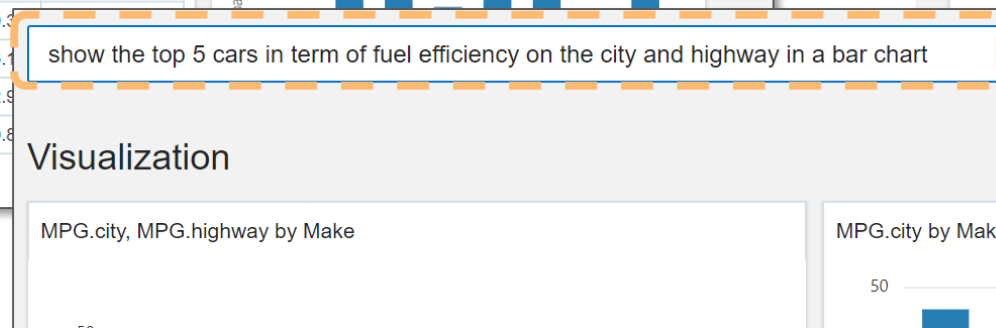 show the top 5 cars in term of fuel efficiency on the city and highway in a bar chart
Visualization
MPG.city, MPG.highway by Make
MPG.city by Mak
50